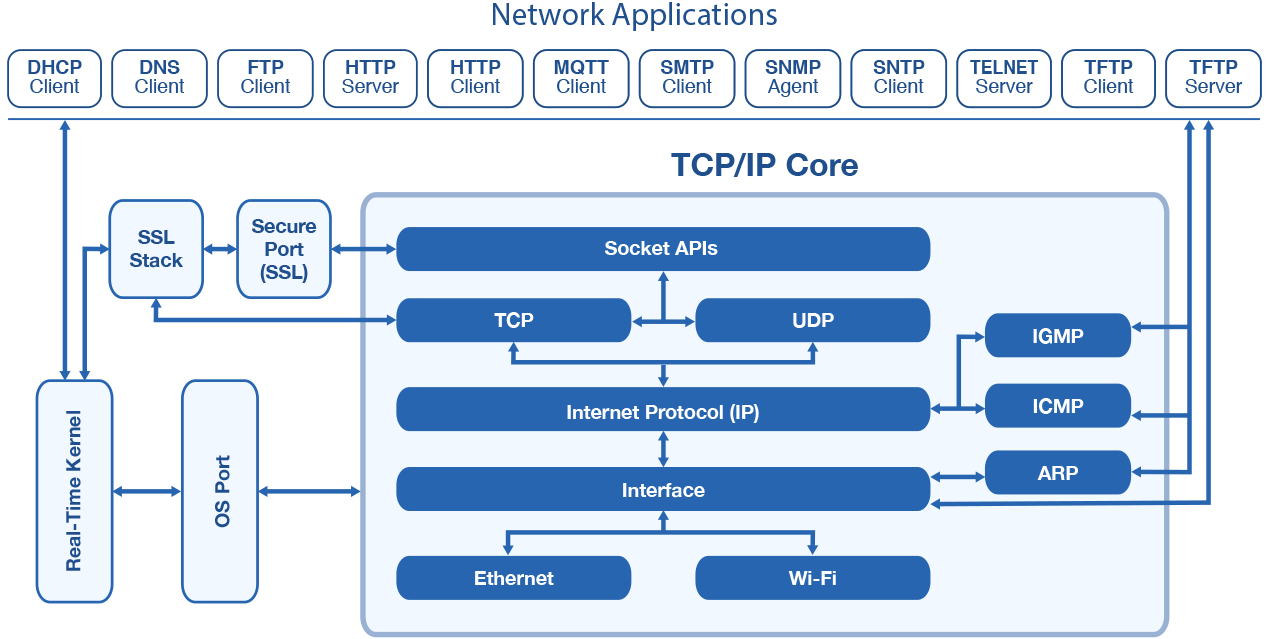 Network Applications
DHCP
Client
DNS
Client
FTP
Client
HTTP
Server
HTTP
Client
MQTT
Client
SMTP
Client
SNMP
Agent
SNTP
Client
TELNET
Server
TFTP
Client
TFTP
Server
TCP/IP Core
SSL
Stack
Secure
Port
(SSL)
Socket APIs
TCP
UDP
IGMP
Internet Protocol (IP)
ICMP
Real-Time Kernel
OS Port
Interface
ARP
Ethernet
Wi-Fi